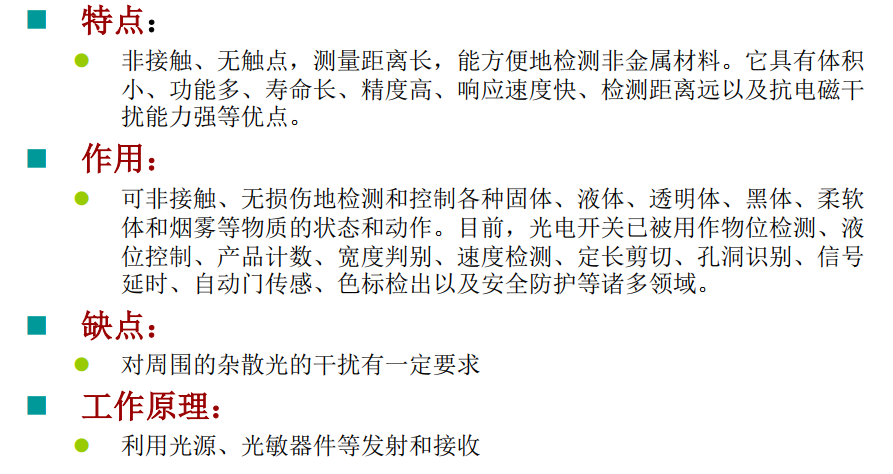 特点：
非接触、无触点，测量距离长，能方便地检测非金属材料。它具有体积
小、功能多、寿命长、精度高、响应速度快、检测距离远以及抗电磁干
扰能力强等优点。
作用：
可非接触、无损伤地检测和控制各种固体、液体、透明体、黑体、柔软
体和烟雾等物质的状态和动作。目前，光电开关已被用作物位检测、液
位控制、产品计数、宽度判别、速度检测、定长剪切、孔洞识别、信号
延时、自动门传感、色标检出以及安全防护等诸多领域。
缺点：
对周围的杂散光的干扰有一定要求
工作原理：
利用光源、光敏器件等发射和接收